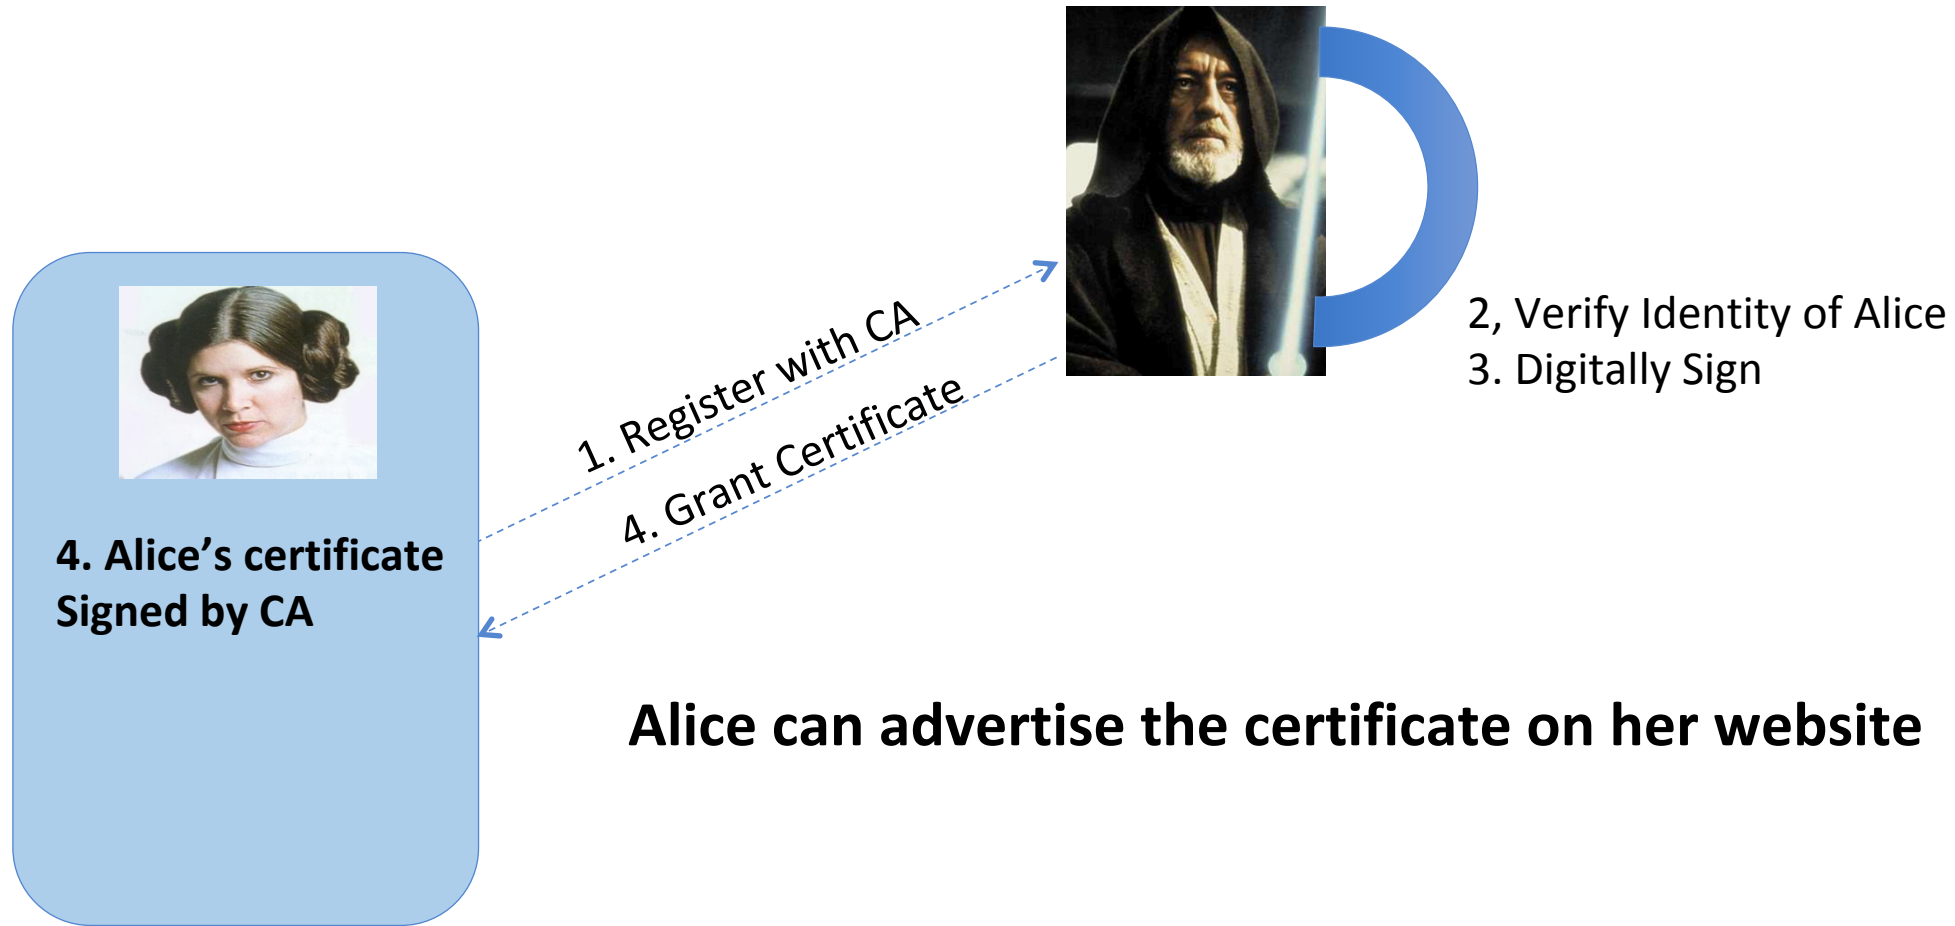 1. Register with CA
2, Verify Identity of Alice
3. Digitally Sign
4. Grant Certificate
4. Alice’s certificate
Signed by CA
Alice can advertise the certificate on her website